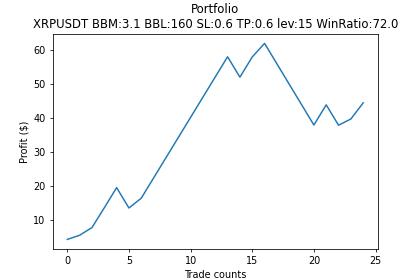 Portfolio
XRPUSDT BBM:3.1 BBL:160 SL:0.6 TP:0.6 lev:15 WinRatio:72.0
60
50
40
30
20
10
Profit ($)
0 5 10 15 20 25
Trade counts